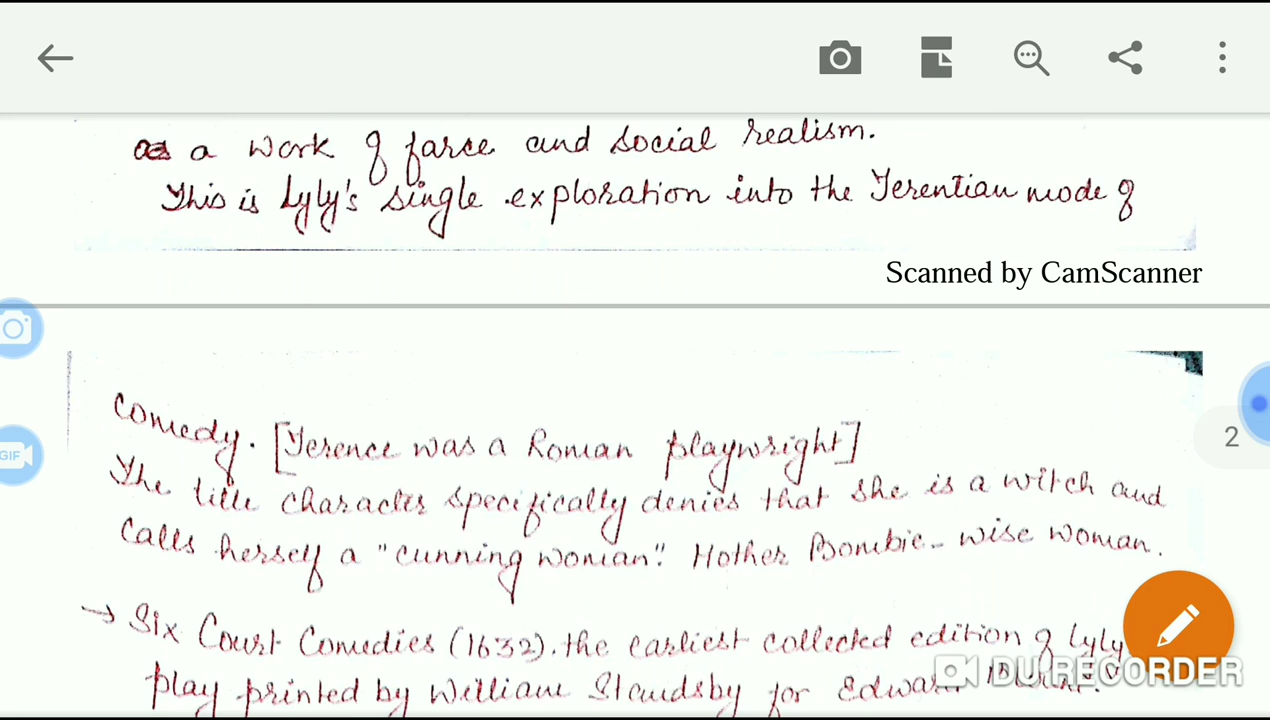 as a work of farce and social realism.
This is Lyly's single exploration into the Terentian mode of
Scanned by CamScanner
comedy. [Terence was a Roman playwright]
2
The title character specifically denies that she is a witch and
calls herself a "cunning woman". Mother Bombie - wise woman.
GIF
→ Six Court Comedies (1632). the earliest collected edition of Lyly
play printed by William Standsby for Edward
DU RECORDER